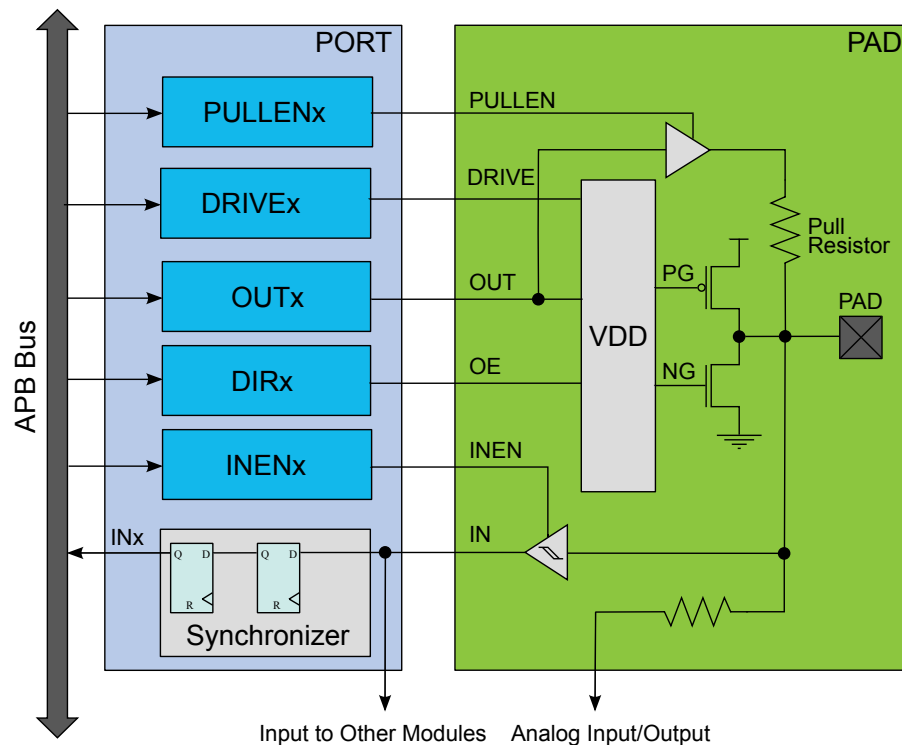 PORT
PAD
PULLENx
PULLEN
DRIVEx
DRIVE
Pull
Resistor
OUTx
OUT
PG
PAD
VDD
DIRx
OE
NG
APB Bus
INENx
INEN
INx
IN
Q D
Q D
R
R
Synchronizer
Input to Other Modules
Analog Input/Output